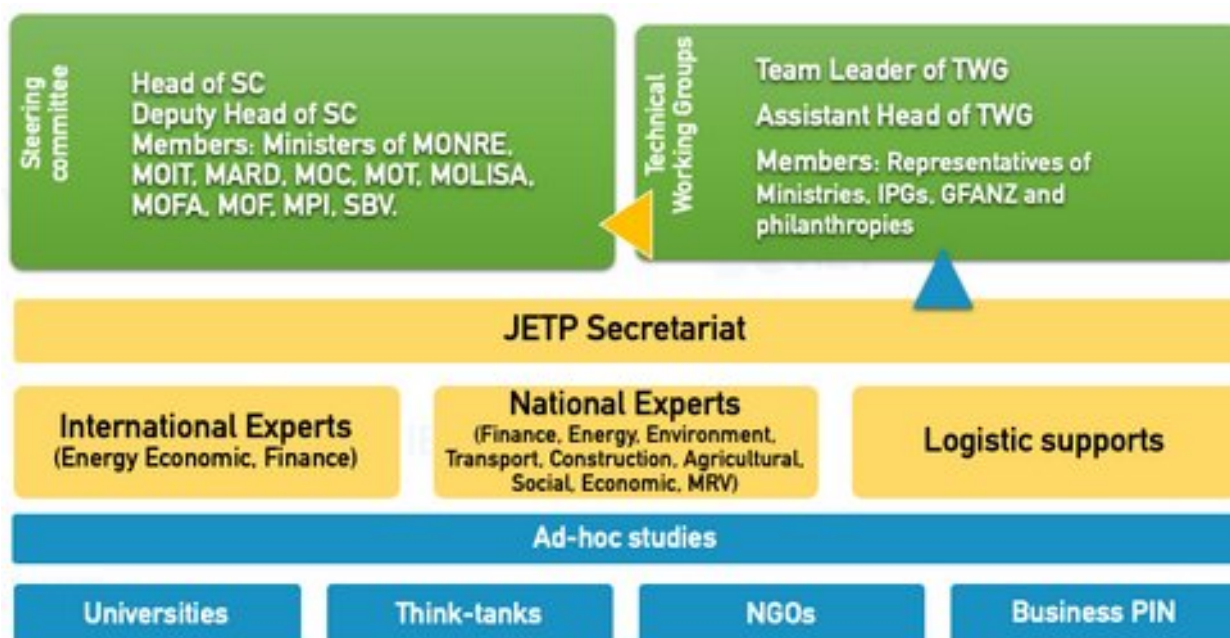 Steering
committee
Head of SC
Deputy Head of SC
Members: Ministers of MONRE,
MOIT, MARD, MOC, MOT, MOLISA,
MOFA, MOF, MPI, SBV.
Technical
Working Groups
Team Leader of TWG
Assistant Head of TWG
Members: Representatives of
Ministries, IPGs, GFANZ and
philanthropies
JETP Secretariat
International Experts
(Energy Economic, Finance)
National Experts
(Finance, Energy, Environment,
Transport, Construction, Agricultural,
Social, Economic, MRV)
Logistic supports
Ad-hoc studies
Universities
Think-tanks
NGOs
Business PIN